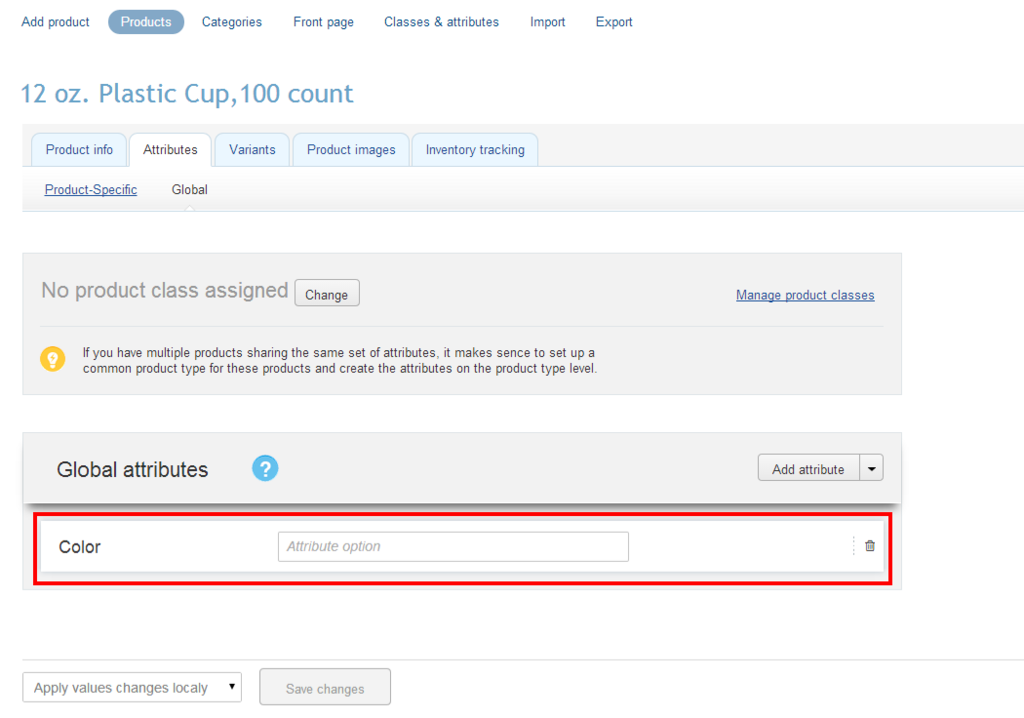 Add product Products Categories Front page Classes & attributes Import Export
12 oz. Plastic Cup,100 count
Product info Attributes Variants Product images Inventory tracking
Product-Specific Global
No product class assigned Change Manage product classes
If you have multiple products sharing the same set of attributes, it makes sence to set up a
common product type for these products and create the attributes on the product type level.
Global attributes ? Add attribute
Color Attribute option
Apply values changes localy Save changes